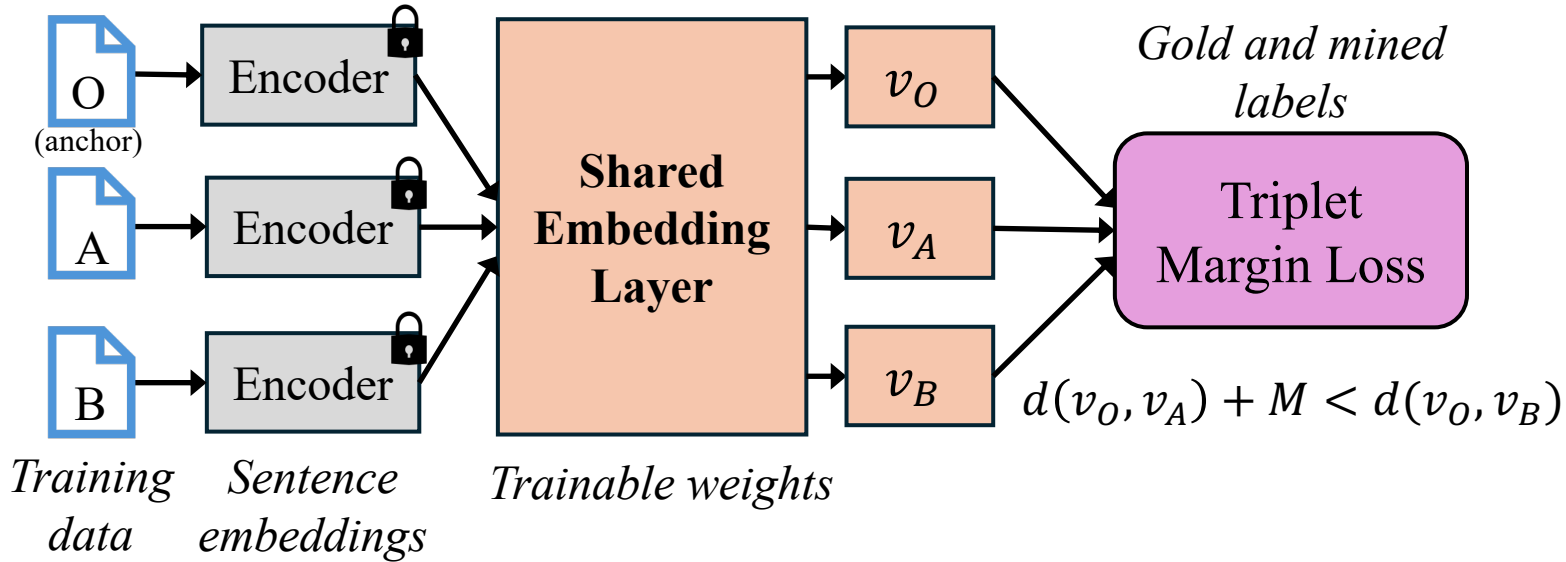 O
(anchor)
Encoder
A
Encoder
B
Encoder
Training
data
Sentence
embeddings
Shared
Embedding
Layer
Trainable weights
v_O
v_A
v_B
Gold and mined
labels
Triplet
Margin Loss
d(v_O, v_A) + M < d(v_O, v_B)